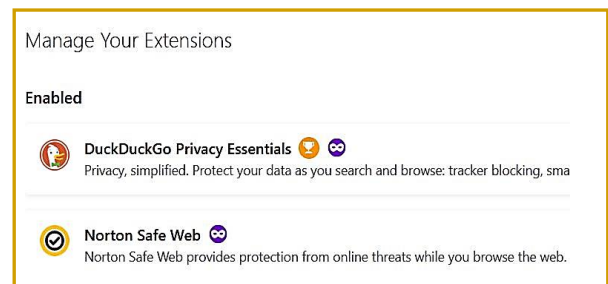 Manage Your Extensions
Enabled
DuckDuckGo Privacy Essentials
Privacy, simplified. Protect your data as you search and browse: tracker blocking, sma
Norton Safe Web
Norton Safe Web provides protection from online threats while you browse the web.